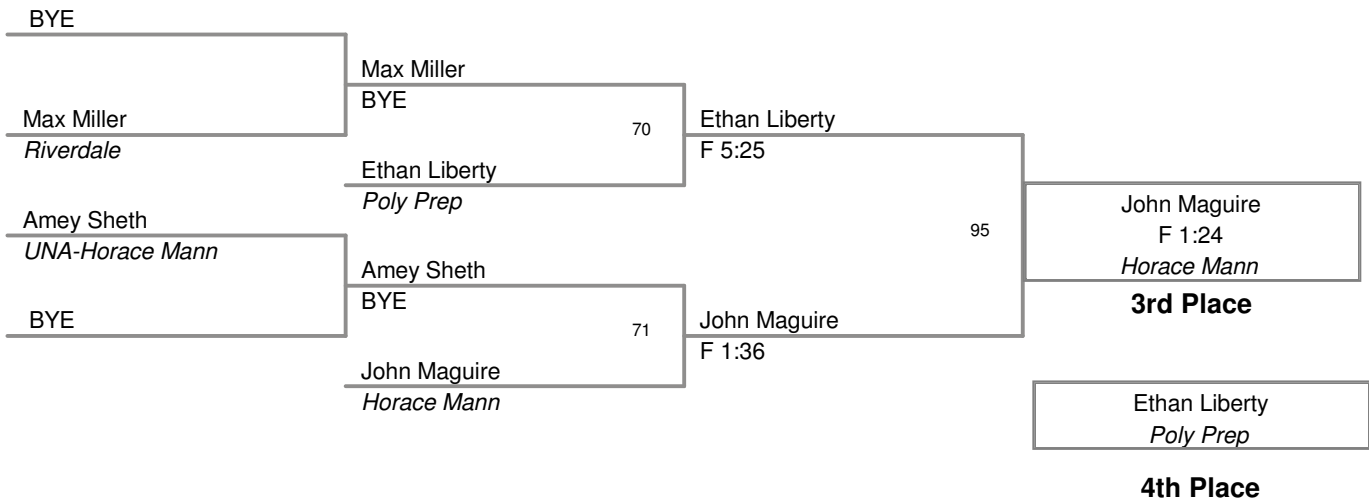 BYE
Max Miller
BYE
Max Miller
Riverdale
70
Ethan Liberty
F 5:25
Ethan Liberty
Poly Prep
Amey Sheth
UNA-Horace Mann
95
John Maguire
F 1:24
Horace Mann
3rd Place
Amey Sheth
BYE
BYE
71
John Maguire
F 1:36
John Maguire
Horace Mann
Ethan Liberty
Poly Prep
4th Place